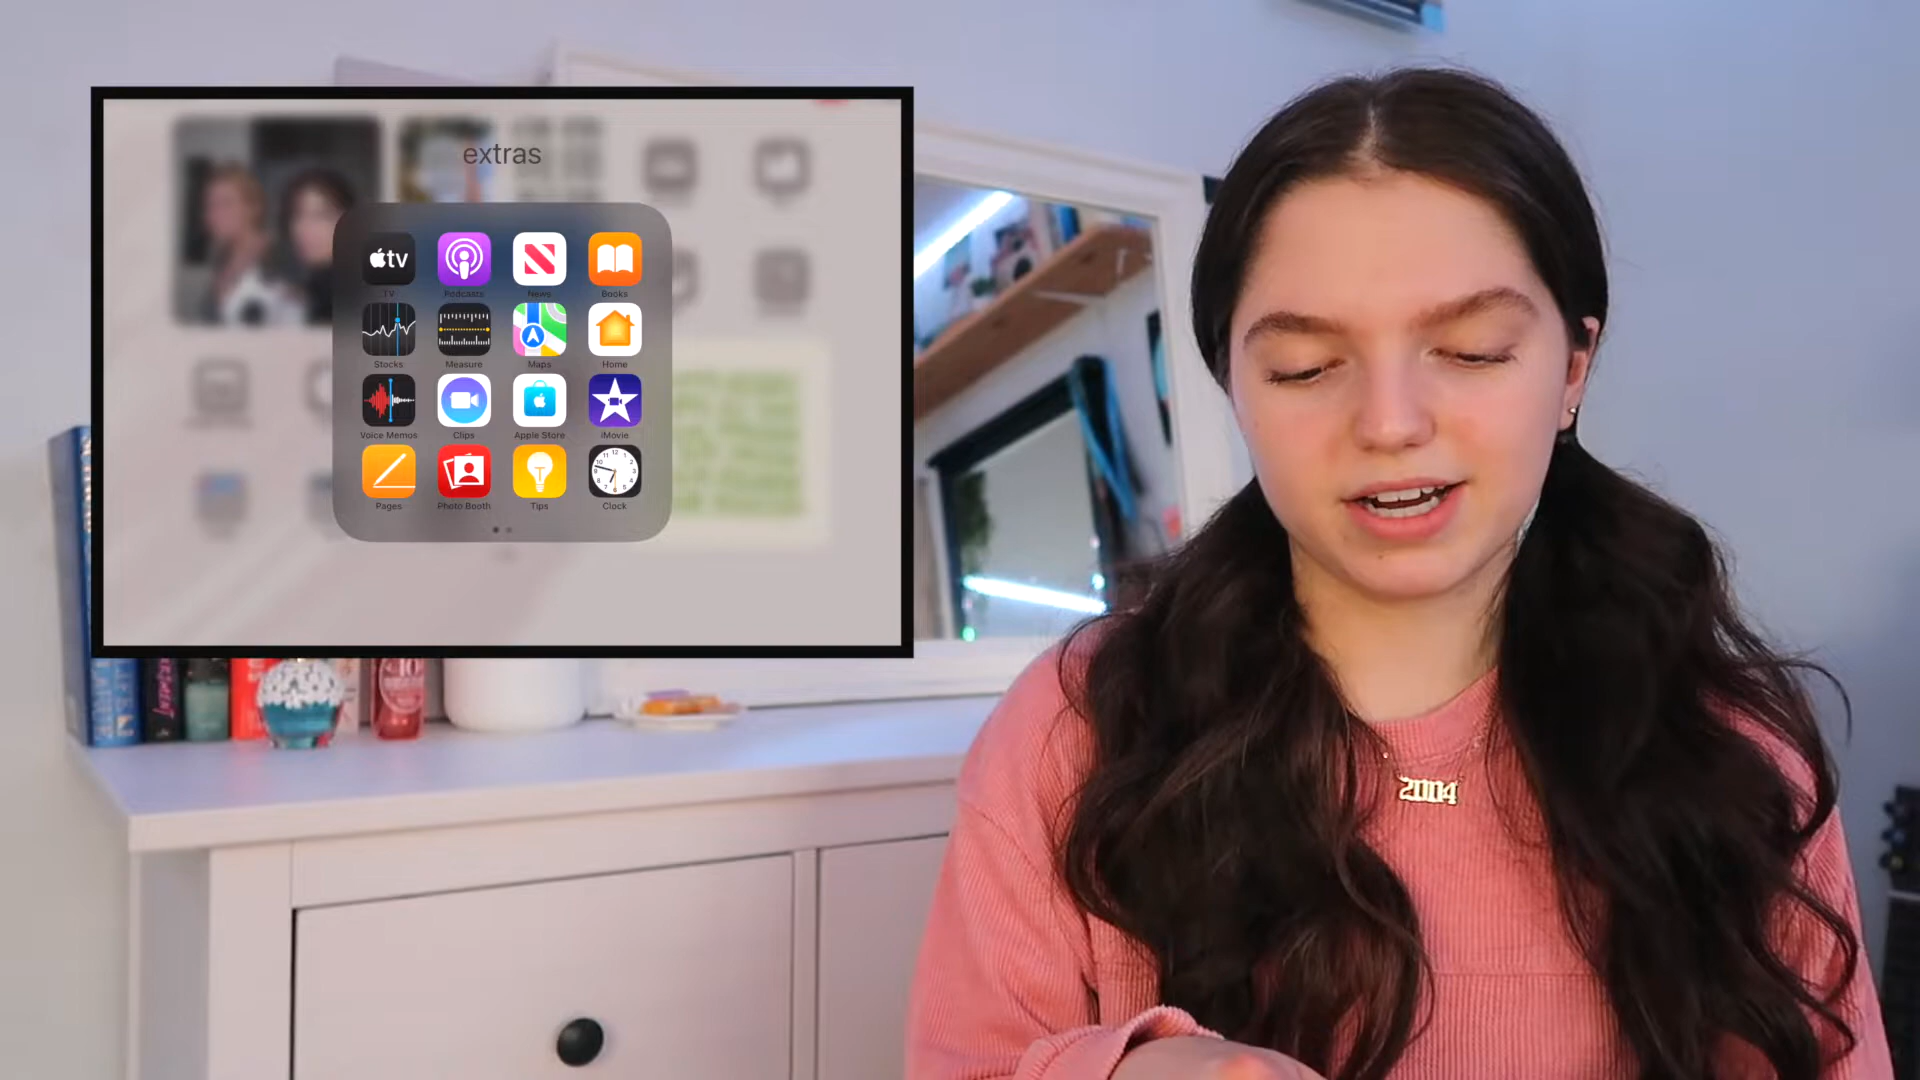 extras
tv
TV
Podcasts
News
Books
Stocks
Measure
Maps
Home
Voice Memos
Clips
Apple Store
iMovie
Pages
Photo Booth
Tips
Clock
2004